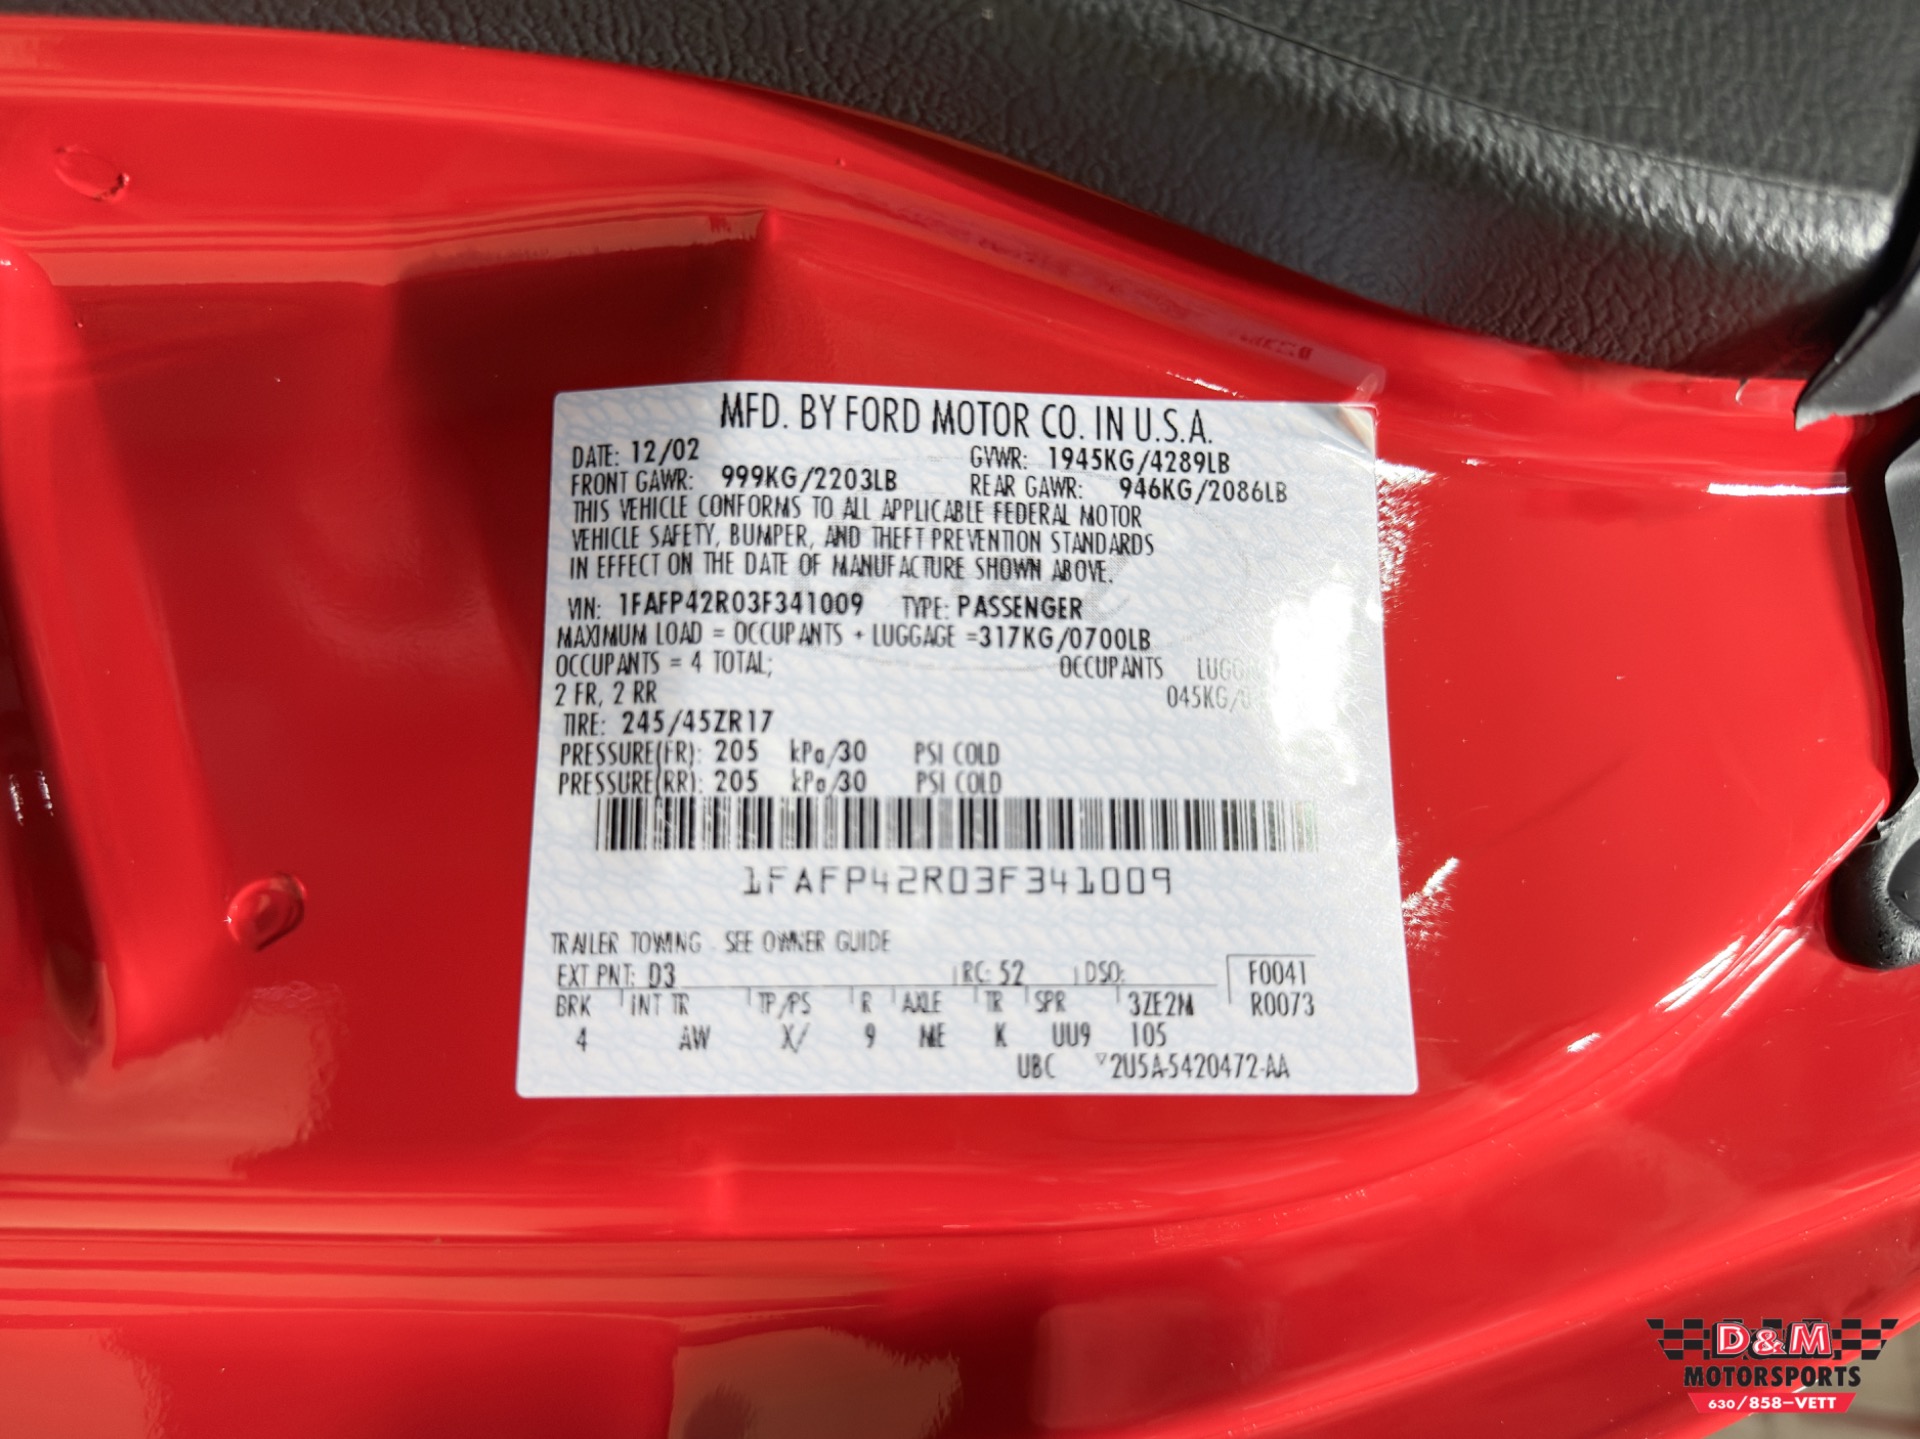 MFD. BY FORD MOTOR CO. IN U.S.A.
DATE: 12/02 GVWR: 1945KG/4289LB
FRONT GAWR: 999KG/2203LB REAR GAWR: 946KG/2086LB
THIS VEHICLE CONFORMS TO ALL APPLICABLE FEDERAL MOTOR
VEHICLE SAFETY, BUMPER, AND THEFT PREVENTION STANDARDS
IN EFFECT ON THE DATE OF MANUFACTURE SHOWN ABOVE.
VIN: 1FAFP42R03F341009 TYPE: PASSENGER
MAXIMUM LOAD = OCCUPANTS + LUGGAGE =317KG/0700LB
OCCUPANTS = 4 TOTAL; OCCUPANTS
2 FR, 2 RR
TIRE: 245/45ZR17
PRESSURE(FR): 205 kPa/30 PSI COLD
PRESSURE(RR): 205 kPa/30 PSI COLD
1FAFP42R03F341009
TRAILER TOWING - SEE OWNER GUIDE
EXT PNT: D3 RC: 52 DSO: F0041
BRK INT TR TP/PS R AXLE TR SPR 3ZE2M R0073
4 AW X/ 9 ME K UU9 105
UBC ▽2U5A-5420472-AA
D&M
MOTORSPORTS
630/858-VETT